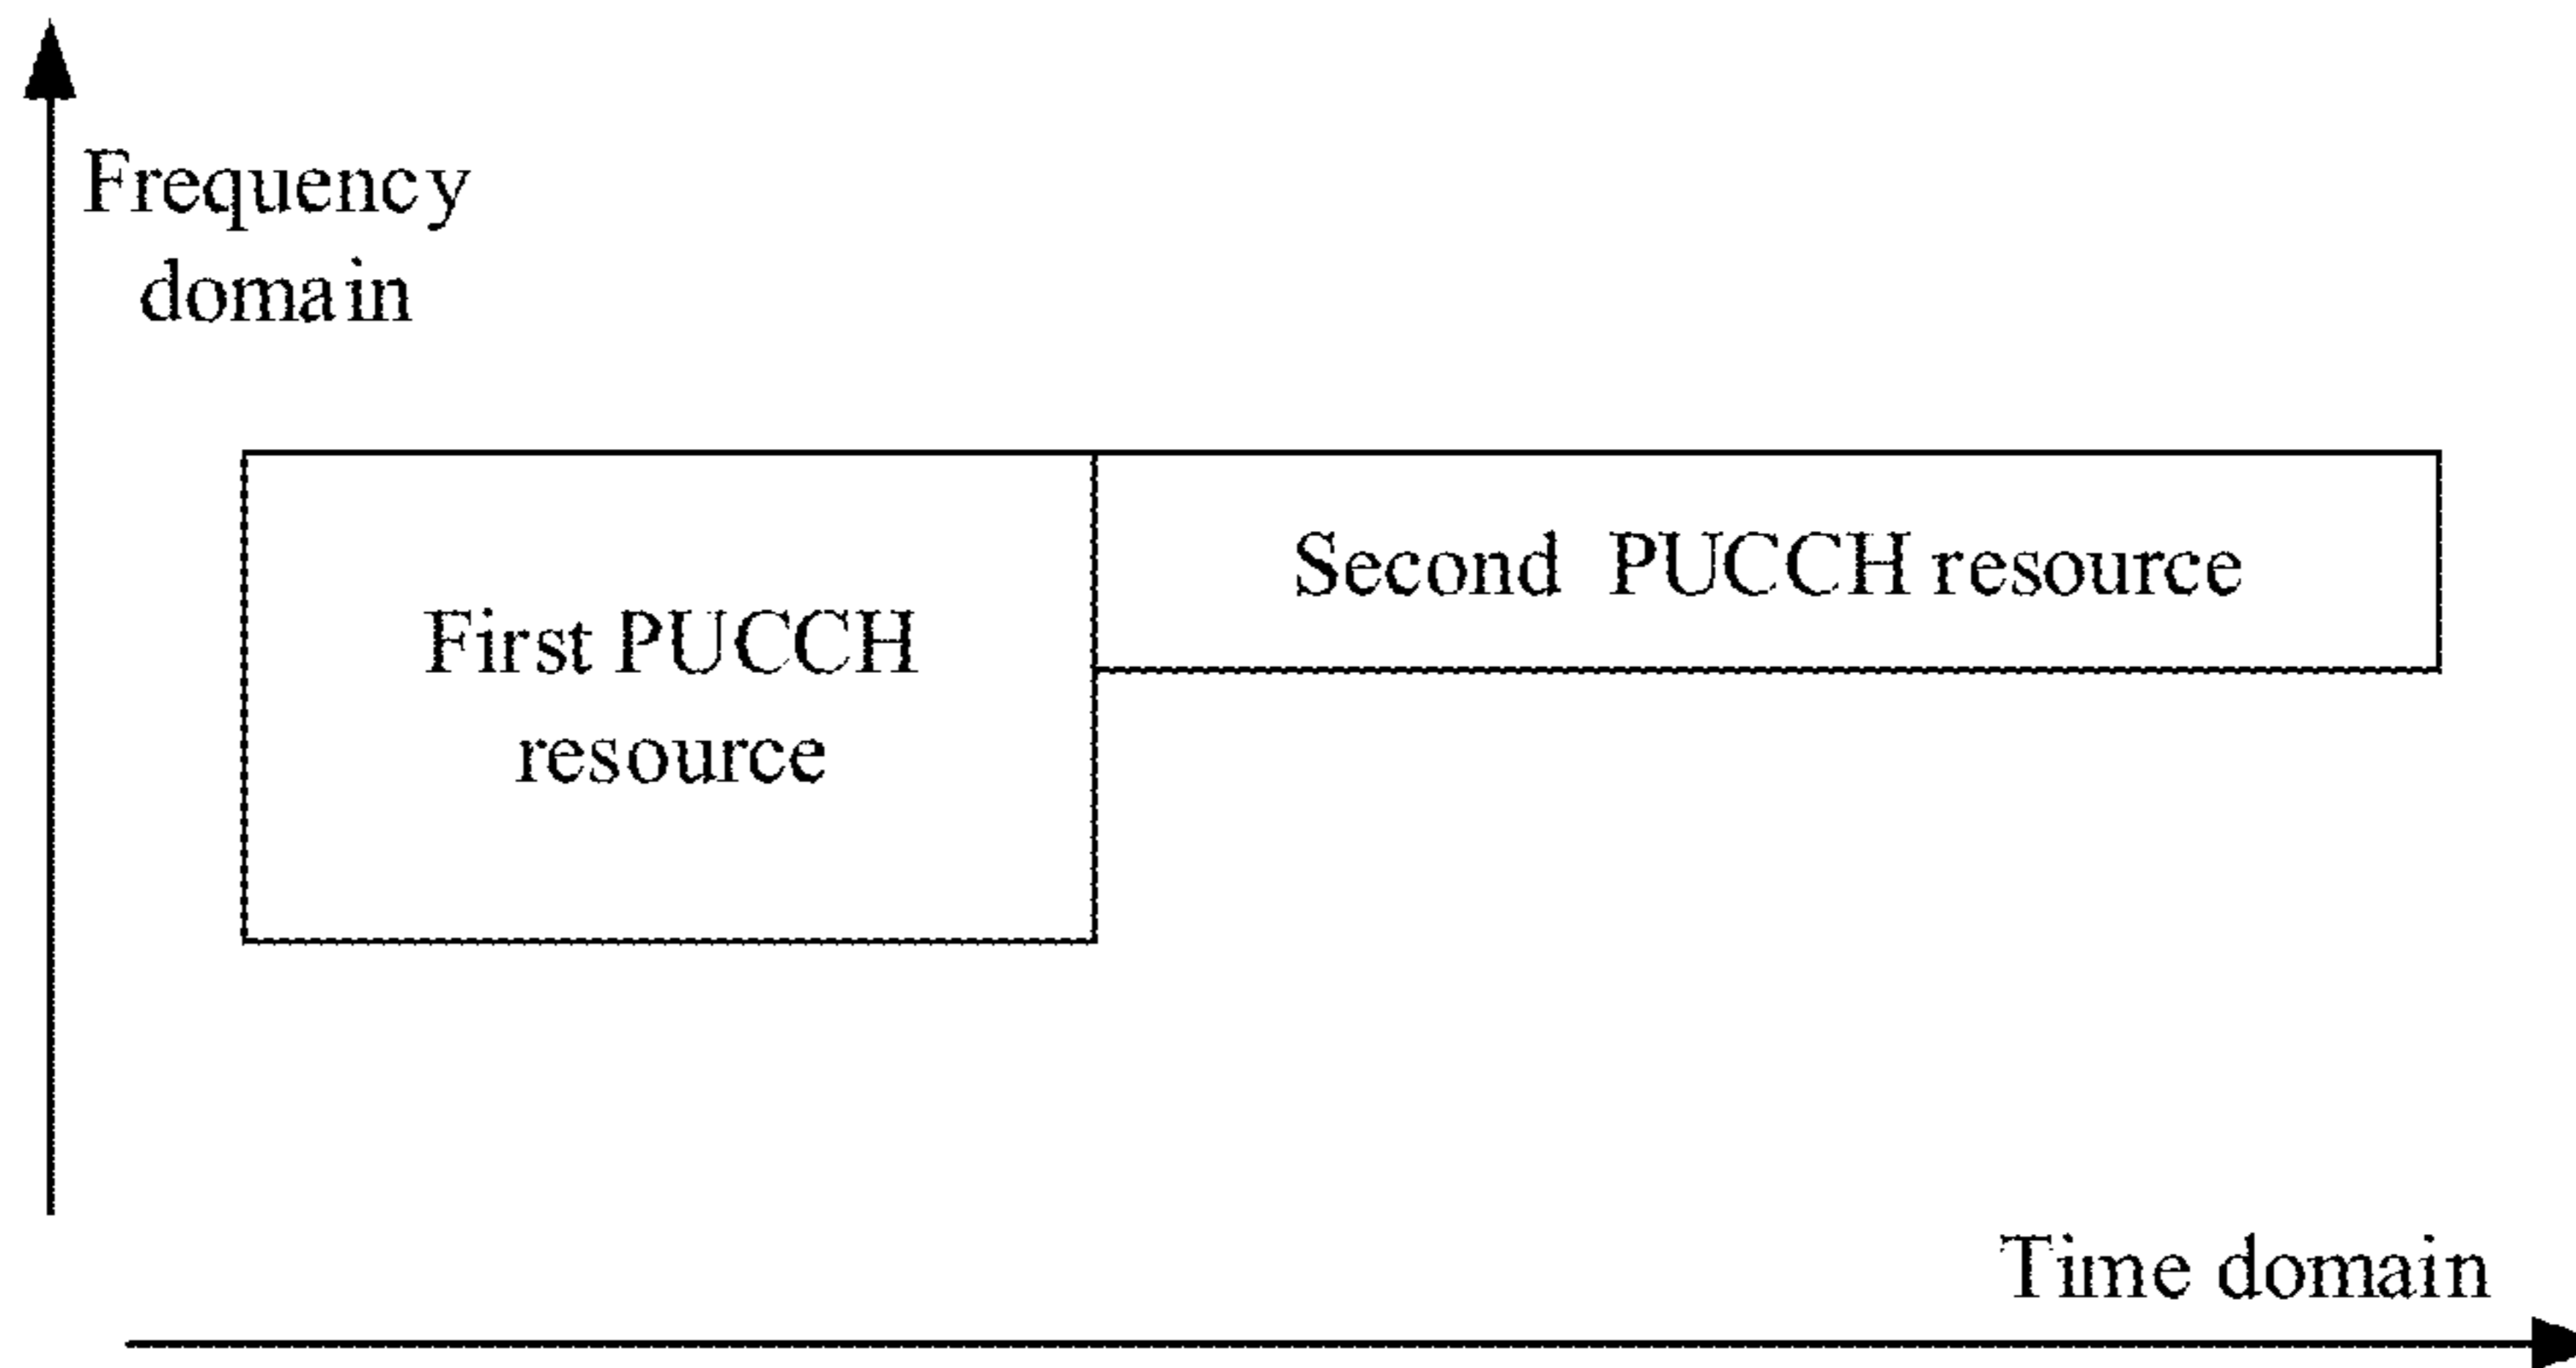 Frequency
domain
Second PUCCH resource
First PUCCH
resource
Time domain